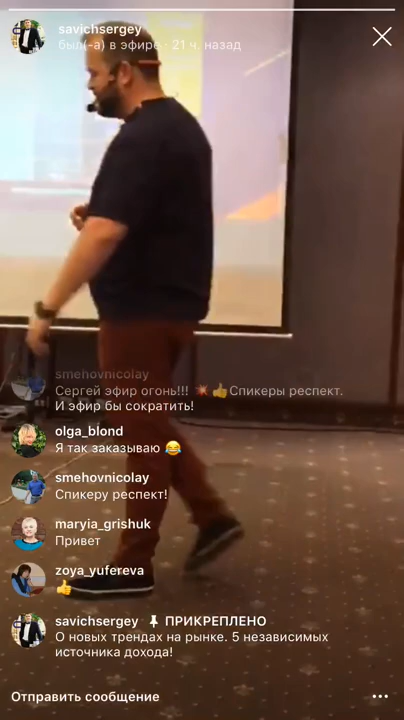 savichsergey
был(-а) в эфире · 21 ч. назад
smehovnicolay
Сергей эфир огонь!!! 💥👍Спикеры респект.
И эфир бы сократить!
olga_blond
Я так заказываю 😂
smehovnicolay
Спикеру респект!
maryia_grishuk
Привет
zoya_yufereva
👍
savichsergey 📌 ПРИКРЕПЛЕНО
О новых трендах на рынке. 5 независимых
источника дохода!
Отправить сообщение